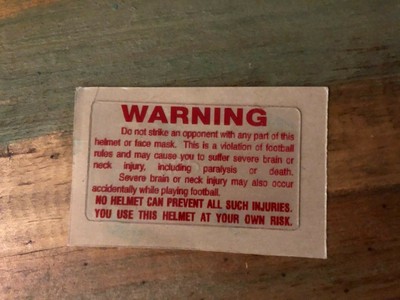 WARNING
Do not strike an opponent with any part of this
helmet or face mask. This is a violation of football
rules and may cause you to suffer severe brain or
neck injury, including paralysis or death.
Severe brain or neck injury may also occur
accidentally while playing football.
NO HELMET CAN PREVENT ALL SUCH INJURIES.
YOU USE THIS HELMET AT YOUR OWN RISK.